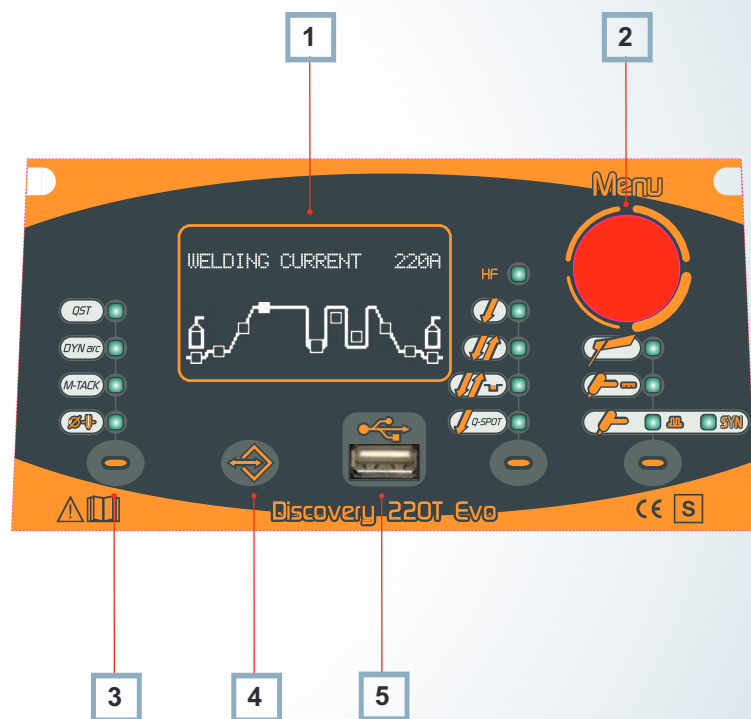 1
2
Menu
WELDING CURRENT 220A
HF
QST
DYN arc
M-TACK
Q-SPOT
SYN
Discovery 220T Evo
CE S
3
4
5